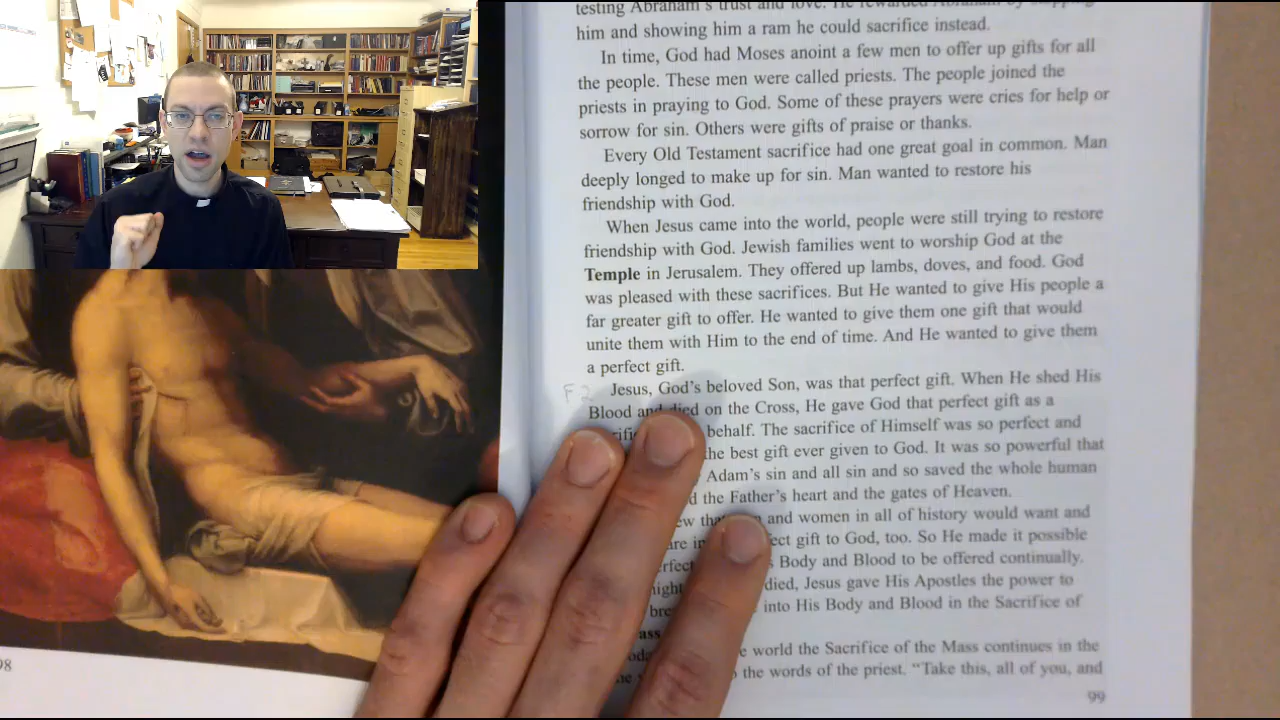 testing Abraham's trust and love. He rewarded Abraham by stopping
him and showing him a ram he could sacrifice instead.
In time, God had Moses anoint a few men to offer up gifts for all
the people. These men were called priests. The people joined the
priests in praying to God. Some of these prayers were cries for help or
sorrow for sin. Others were gifts of praise or thanks.
Every Old Testament sacrifice had one great goal in common. Man
deeply longed to make up for sin. Man wanted to restore his
friendship with God.
When Jesus came into the world, people were still trying to restore
friendship with God. Jewish families went to worship God at the
Temple in Jerusalem. They offered up lambs, doves, and food. God
was pleased with these sacrifices. But He wanted to give His people a
far greater gift to offer. He wanted to give them one gift that would
unite them with Him to the end of time. And He wanted to give them
a perfect gift.
F2 Jesus, God's beloved Son, was that perfect gift. When He shed His
Blood and died on the Cross, He gave God that perfect gift as a
behalf. The sacrifice of Himself was so perfect and
the best gift ever given to God. It was so powerful that
Adam's sin and all sin and so saved the whole human
the Father's heart and the gates of Heaven.
and women in all of history would want and
gift to God, too. So He made it possible
Body and Blood to be offered continually.
died, Jesus gave His Apostles the power to
into His Body and Blood in the Sacrifice of
world the Sacrifice of the Mass continues in the
the words of the priest. "Take this, all of you, and
98
99